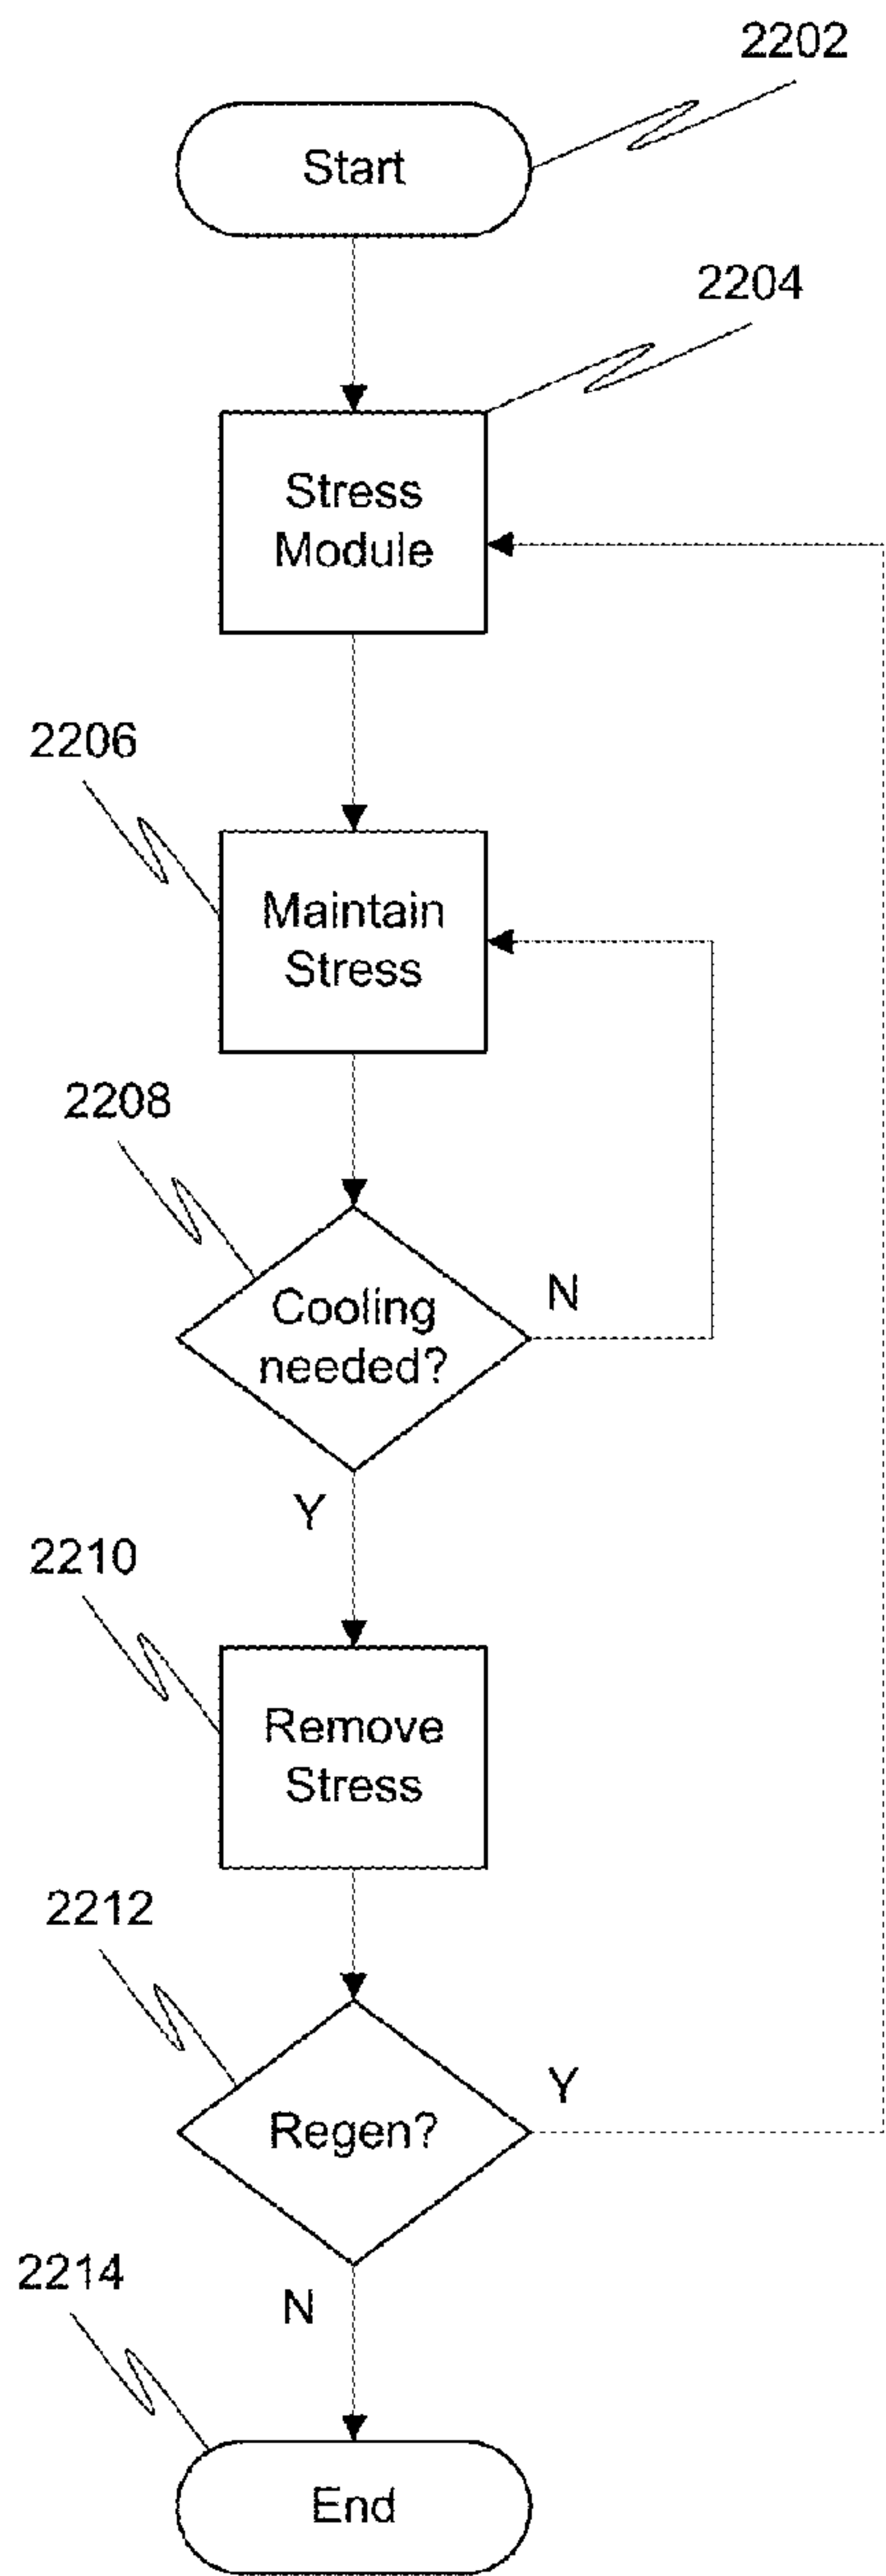 2202
Start
2204
Stress
Module
2206
Maintain
Stress
2208
Cooling
needed?
N
Y
2210
Remove
Stress
2212
Regen?
Y
N
2214
End